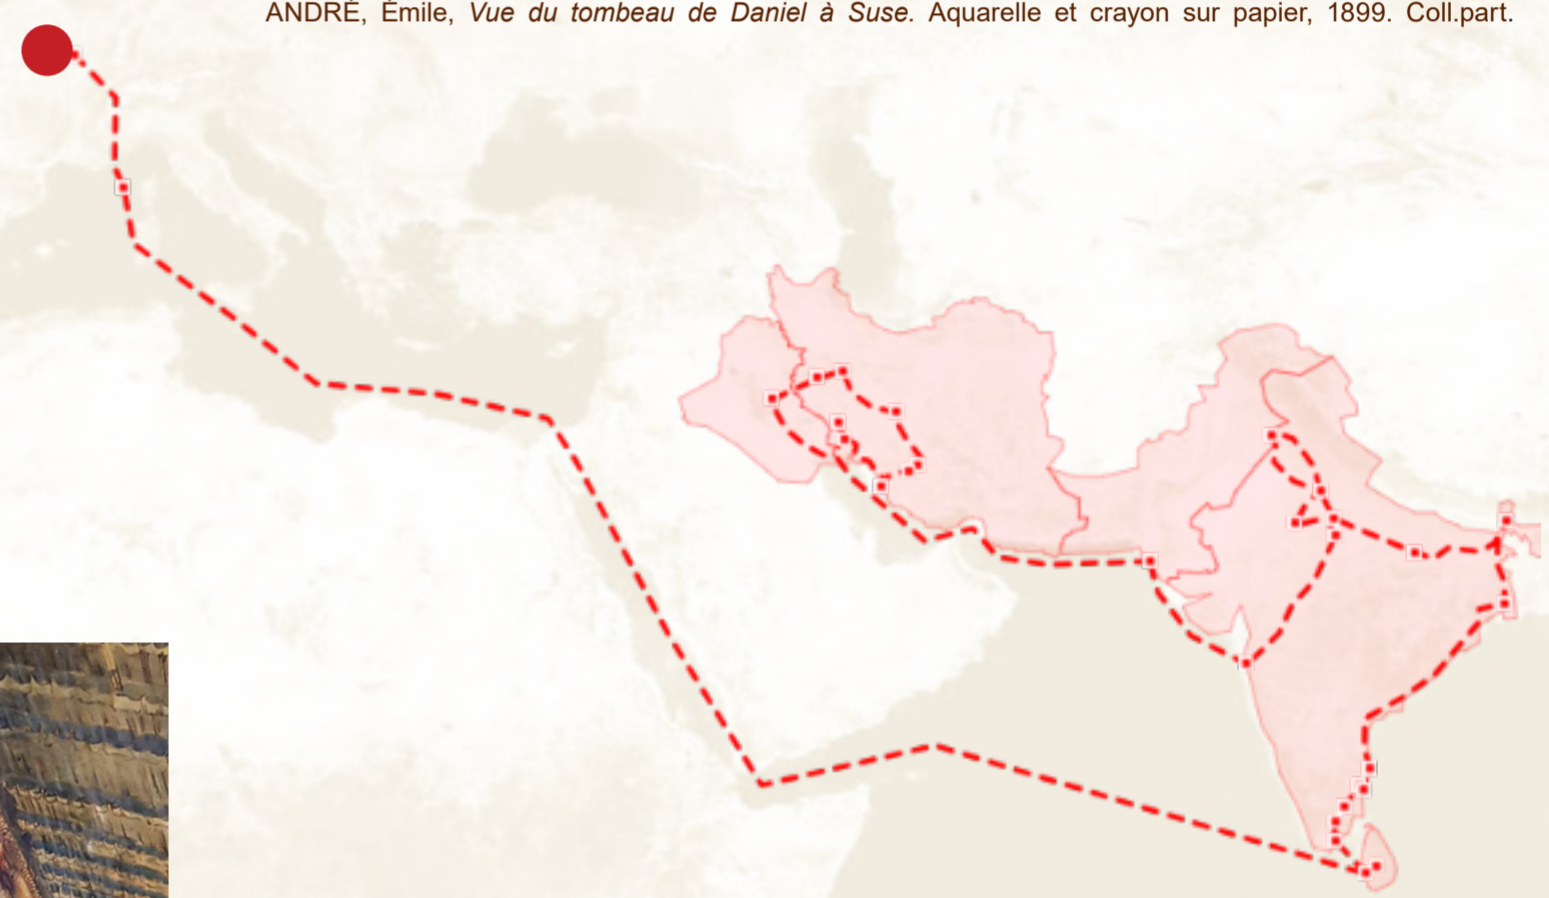 ANDRÉ, Émile, Vue du tombeau de Daniel à Suse. Aquarelle et crayon sur papier, 1899. Coll.part.